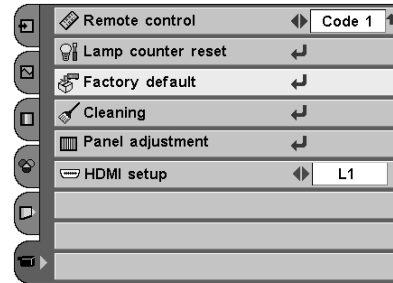 Remote control Code 1
Lamp counter reset
Factory default
Cleaning
Panel adjustment
HDMI setup L1